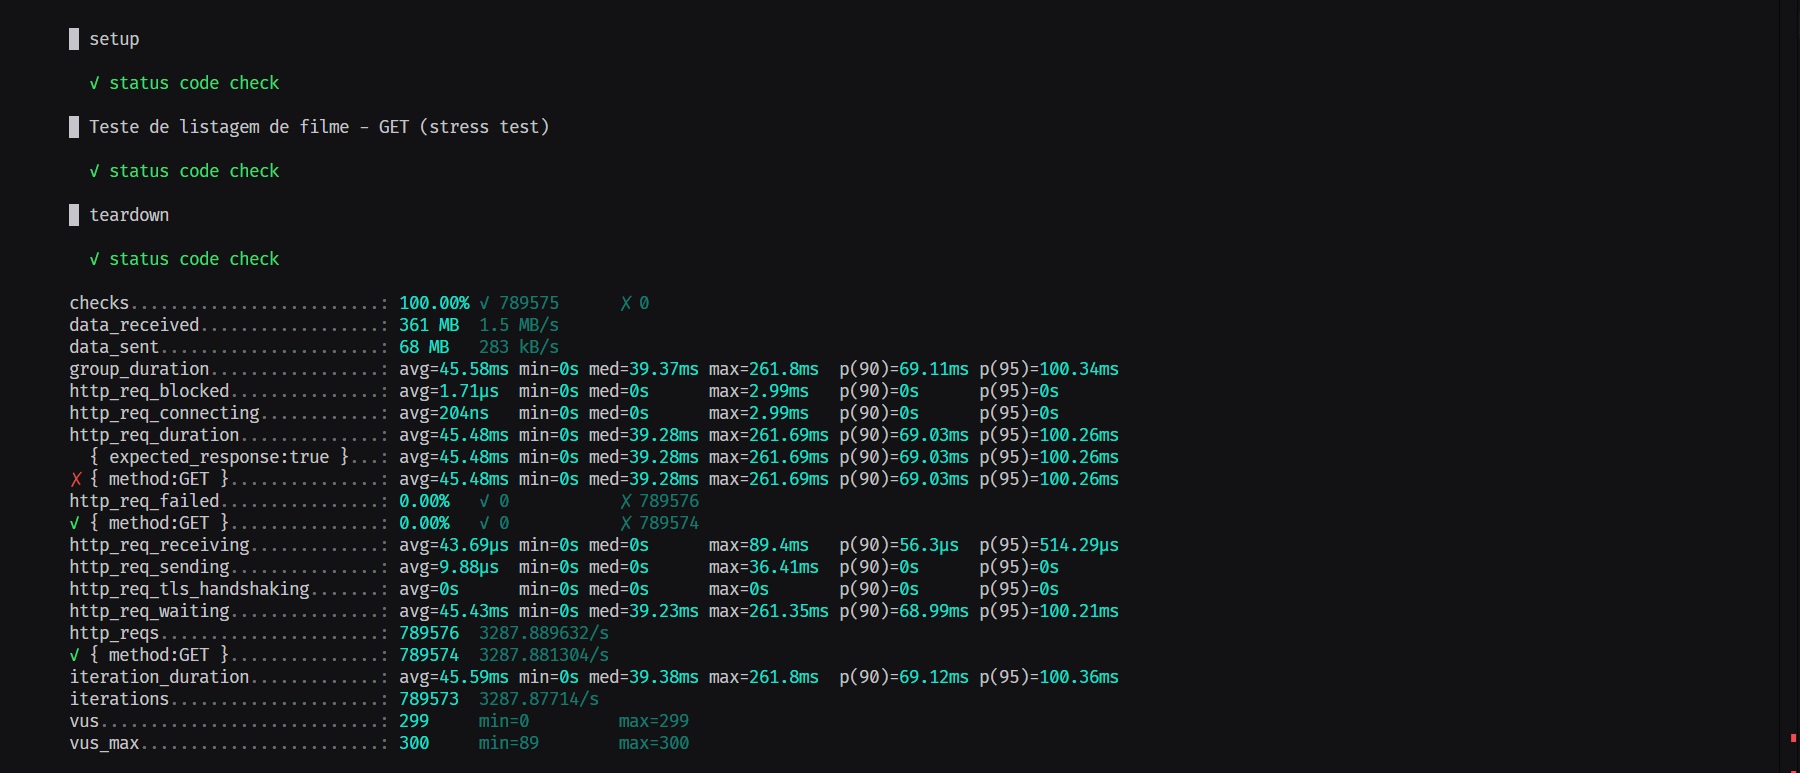 █ setup
✓ status code check
█ Teste de listagem de filme - GET (stress test)
✓ status code check
█ teardown
✓ status code check
checks.........................: 100.00% ✓ 789575 ✗ 0
data_received..................: 361 MB 1.5 MB/s
data_sent......................: 68 MB 283 kB/s
group_duration.................: avg=45.58ms min=0s med=39.37ms max=261.8ms p(90)=69.11ms p(95)=100.34ms
http_req_blocked...............: avg=1.71µs min=0s med=0s max=2.99ms p(90)=0s p(95)=0s
http_req_connecting............: avg=204ns min=0s med=0s max=2.99ms p(90)=0s p(95)=0s
http_req_duration..............: avg=45.48ms min=0s med=39.28ms max=261.69ms p(90)=69.03ms p(95)=100.26ms
{ expected_response:true }...: avg=45.48ms min=0s med=39.28ms max=261.69ms p(90)=69.03ms p(95)=100.26ms
✗ { method:GET }...............: avg=45.48ms min=0s med=39.28ms max=261.69ms p(90)=69.03ms p(95)=100.26ms
http_req_failed................: 0.00% ✓ 0 ✗ 789576
✓ { method:GET }...............: 0.00% ✓ 0 ✗ 789574
http_req_receiving.............: avg=43.69µs min=0s med=0s max=89.4ms p(90)=56.3µs p(95)=514.29µs
http_req_sending...............: avg=9.88µs min=0s med=0s max=36.41ms p(90)=0s p(95)=0s
http_req_tls_handshaking.......: avg=0s min=0s med=0s max=0s p(90)=0s p(95)=0s
http_req_waiting...............: avg=45.43ms min=0s med=39.23ms max=261.35ms p(90)=68.99ms p(95)=100.21ms
http_reqs......................: 789576 3287.889632/s
✓ { method:GET }...............: 789574 3287.881304/s
iteration_duration.............: avg=45.59ms min=0s med=39.38ms max=261.8ms p(90)=69.12ms p(95)=100.36ms
iterations.....................: 789573 3287.87714/s
vus............................: 299 min=0 max=299
vus_max........................: 300 min=89 max=300